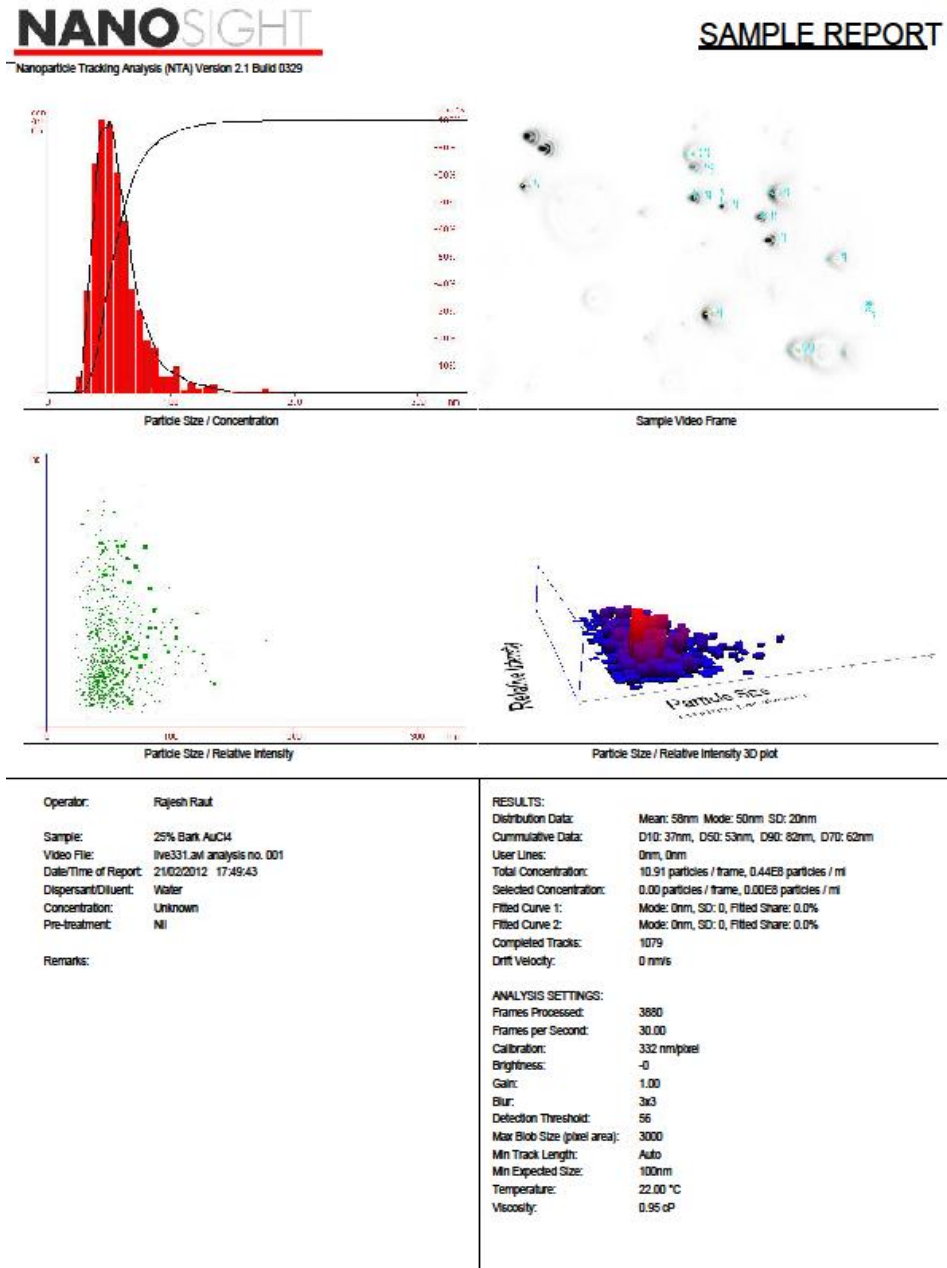 NANOSIGHT
SAMPLE REPORT
Nanoparticle Tracking Analysis (NTA) Version 2.1 Build 0329
Particle Size / Concentration
Sample Video Frame
Particle Size / Relative Intensity
Relative Intensity
Particle Size
Particle Size / Relative Intensity 3D plot
Operator: Rajesh Raut
Sample: 25% Bark AuCl4
Video File: live331.avi analysis no. 001
Date/Time of Report: 21/02/2012 17:49:43
Dispersant/Diluent: Water
Concentration: Unknown
Pre-treatment: Nil
Remarks:
RESULTS:
Distribution Data: Mean: 58nm Mode: 50nm SD: 20nm
Cummulative Data: D10: 37nm, D50: 53nm, D90: 82nm, D70: 62nm
User Lines: 0nm, 0nm
Total Concentration: 10.91 particles / frame, 0.44E8 particles / ml
Selected Concentration: 0.00 particles / frame, 0.00E8 particles / ml
Fitted Curve 1: Mode: 0nm, SD: 0, Fitted Share: 0.0%
Fitted Curve 2: Mode: 0nm, SD: 0, Fitted Share: 0.0%
Completed Tracks: 1079
Drift Velocity: 0 nm/s
ANALYSIS SETTINGS:
Frames Processed: 3880
Frames per Second: 30.00
Calibration: 332 nm/pixel
Brightness: -0
Gain: 1.00
Blur: 3x3
Detection Threshold: 56
Max Blob Size (pixel area): 3000
Min Track Length: Auto
Min Expected Size: 100nm
Temperature: 22.00 °C
Viscosity: 0.95 cP